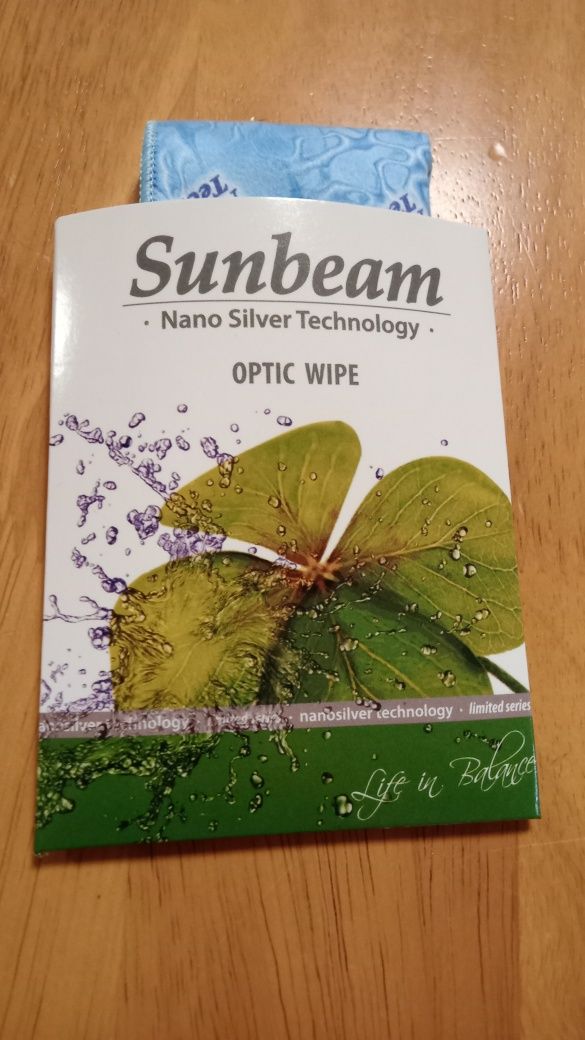 Sunbeam
· Nano Silver Technology ·
OPTIC WIPE
nanosilver technology · limited series
Life in Balance